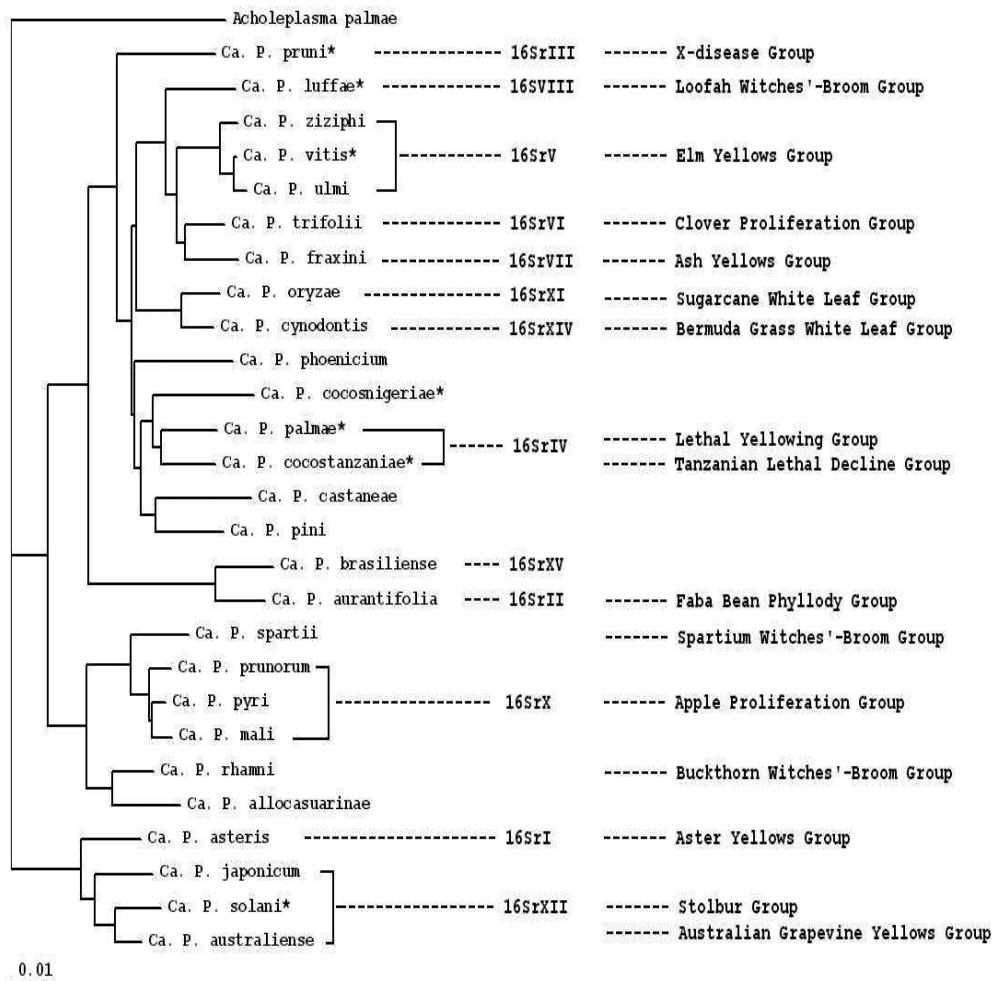 Acholeplasma palmae
Ca. P. pruni* 16SrIII X-disease Group
Ca. P. luffae* 16SVIII Loofah Witches'-Broom Group
Ca. P. ziziphi
Ca. P. vitis* 16SrV Elm Yellows Group
Ca. P. ulmi
Ca. P. trifolii 16SrVI Clover Proliferation Group
Ca. P. fraxini 16SrVII Ash Yellows Group
Ca. P. oryzae 16SrXI Sugarcane White Leaf Group
Ca. P. cynodontis 16SrXIV Bermuda Grass White Leaf Group
Ca. P. phoenicium
Ca. P. cocosnigeriae*
Ca. P. palmae* 16SrIV Lethal Yellowing Group
Ca. P. cocostanzaniae* Tanzanian Lethal Decline Group
Ca. P. castaneae
Ca. P. pini
Ca. P. brasiliense 16SrXV
Ca. P. aurantifolia 16SrII Faba Bean Phyllody Group
Ca. P. spartii Spartium Witches'-Broom Group
Ca. P. prunorum
Ca. P. pyri 16SrX Apple Proliferation Group
Ca. P. mali
Ca. P. rhamni Buckthorn Witches'-Broom Group
Ca. P. allocasuarinae
Ca. P. asteris 16SrI Aster Yellows Group
Ca. P. japonicum
Ca. P. solani* 16SrXII Stolbur Group
Ca. P. australiense Australian Grapevine Yellows Group
0.01